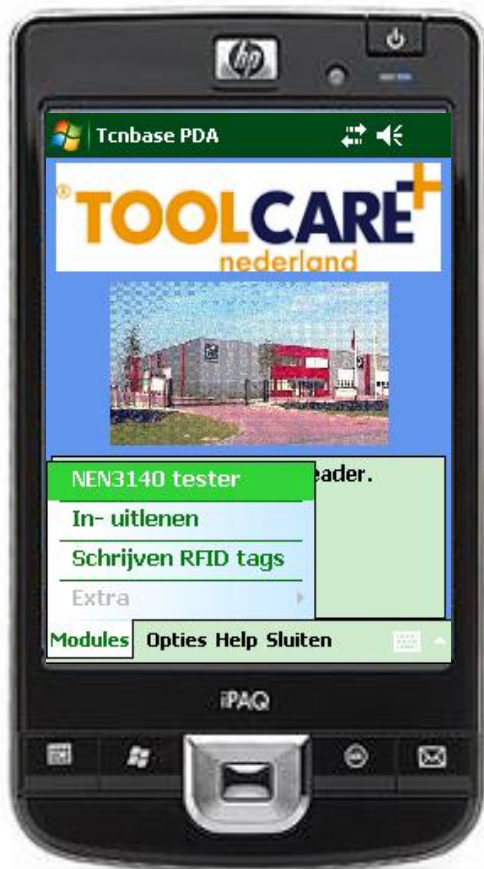 hp
Tcnbase PDA
®TOOLCARE+
nederland
eader.
NEN3140 tester
In- uitlenen
Schrijven RFID tags
Extra
Modules Opties Help Sluiten
iPAQ